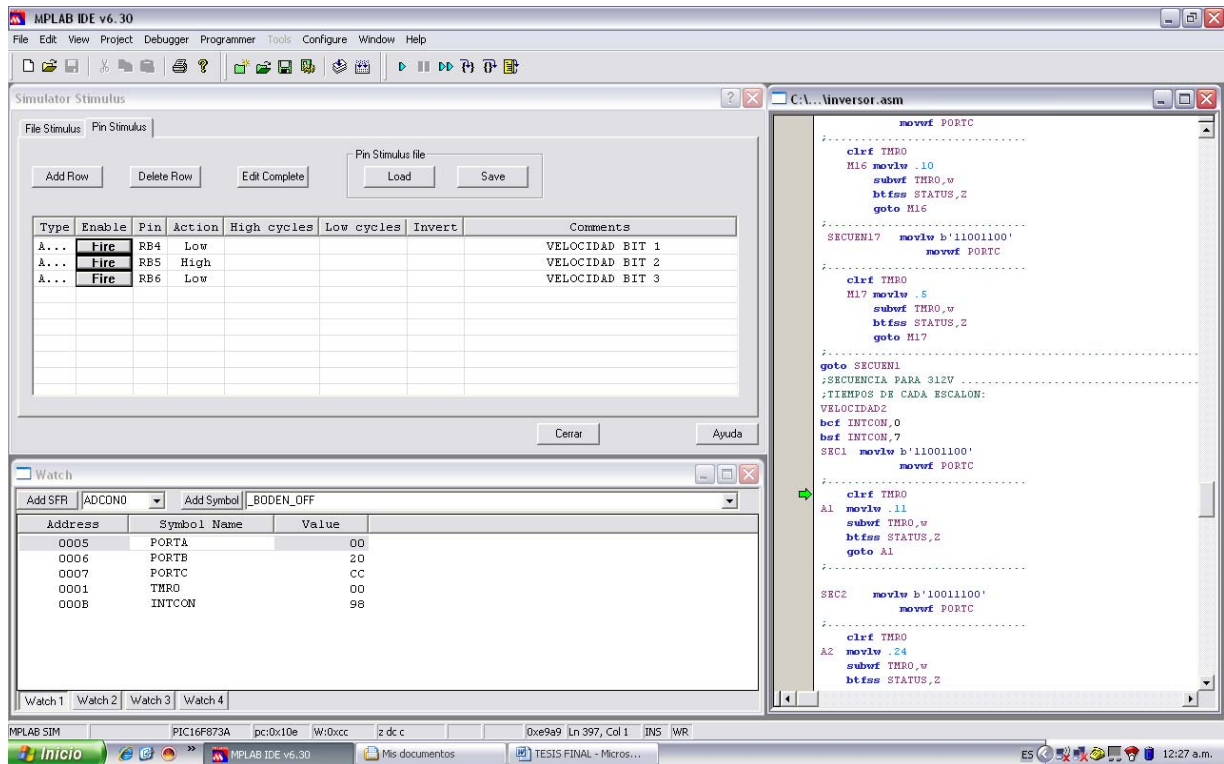 MPLAB IDE v6.30
File Edit View Project Debugger Programmer Tools Configure Window Help
Simulator Stimulus
File Stimulus Pin Stimulus
Pin Stimulus file
Add Row Delete Row Edit Complete Load Save
Type Enable Pin Action High cycles Low cycles Invert Comments
A... Fire RB4 Low VELOCIDAD BIT 1
A... Fire RB5 High VELOCIDAD BIT 2
A... Fire RB6 Low VELOCIDAD BIT 3
Cerrar Ayuda
Watch
Add SFR ADCON0 Add Symbol _BODEN_OFF
Address Symbol Name Value
0005 PORTA 00
0006 PORTB 20
0007 PORTC CC
0001 TMR0 00
000B INTCON 98
Watch 1 Watch 2 Watch 3 Watch 4
C:\...\inversor.asm
movwf PORTC
;..............................
clrf TMR0
M16 movlw .10
subwf TMR0,w
btfss STATUS,Z
goto M16
;..............................
SECUEN17 movlw b'11001100'
movwf PORTC
;..............................
clrf TMR0
M17 movlw .5
subwf TMR0,w
btfss STATUS,Z
goto M17
;........................................................
goto SECUEN1
;SECUENCIA PARA 312V ....................................
;TIEMPOS DE CADA ESCALON:
VELOCIDAD2
bcf INTCON,0
bsf INTCON,7
SEC1 movlw b'11001100'
movwf PORTC
;..............................
clrf TMR0
A1 movlw .11
subwf TMR0,w
btfss STATUS,Z
goto A1
;..............................
SEC2 movlw b'10011100'
movwf PORTC
;..............................
clrf TMR0
A2 movlw .24
subwf TMR0,w
btfss STATUS,Z
MPLAB SIM PIC16F873A pc:0x10e W:0xcc z dc c 0xe9a9 Ln 397, Col 1 INS WR
Inicio MPLAB IDE v6.30 Mis documentos TESIS FINAL - Micros... ES 12:27 a.m.